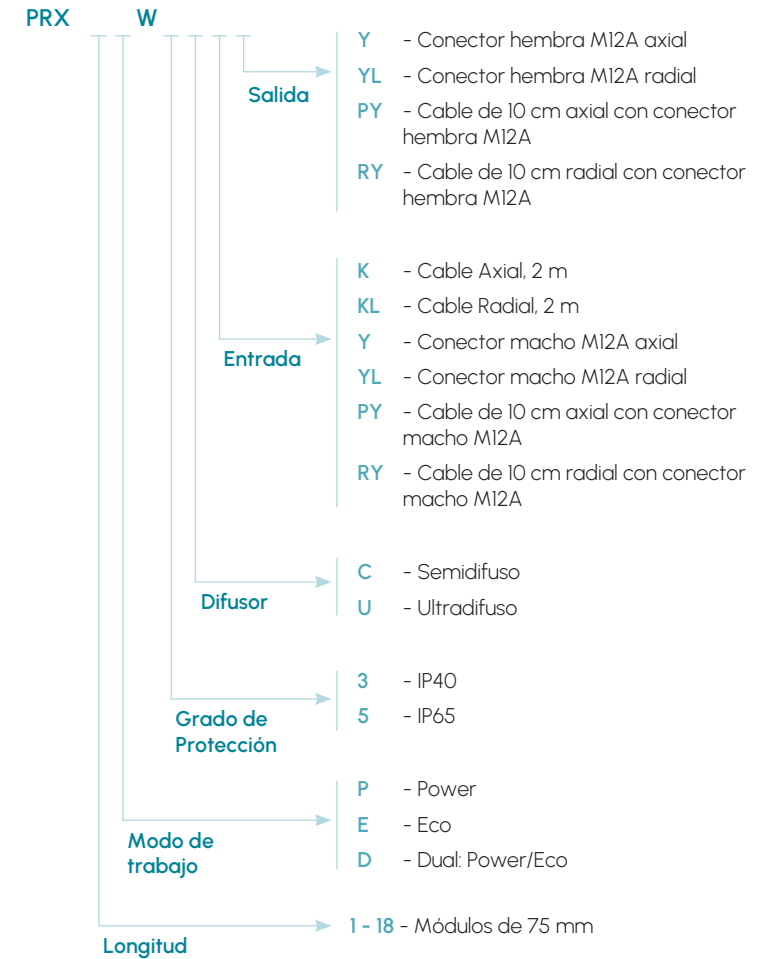 PRX W
Salida
Y - Conector hembra M12A axial
YL - Conector hembra M12A radial
PY - Cable de 10 cm axial con conector
hembra M12A
RY - Cable de 10 cm radial con conector
hembra M12A
Entrada
K - Cable Axial, 2 m
KL - Cable Radial, 2 m
Y - Conector macho M12A axial
YL - Conector macho M12A radial
PY - Cable de 10 cm axial con conector
macho M12A
RY - Cable de 10 cm radial con conector
macho M12A
Difusor
C - Semidifuso
U - Ultradifuso
Grado de
Protección
3 - IP40
5 - IP65
Modo de
trabajo
P - Power
E - Eco
D - Dual: Power/Eco
Longitud
1 - 18 - Módulos de 75 mm